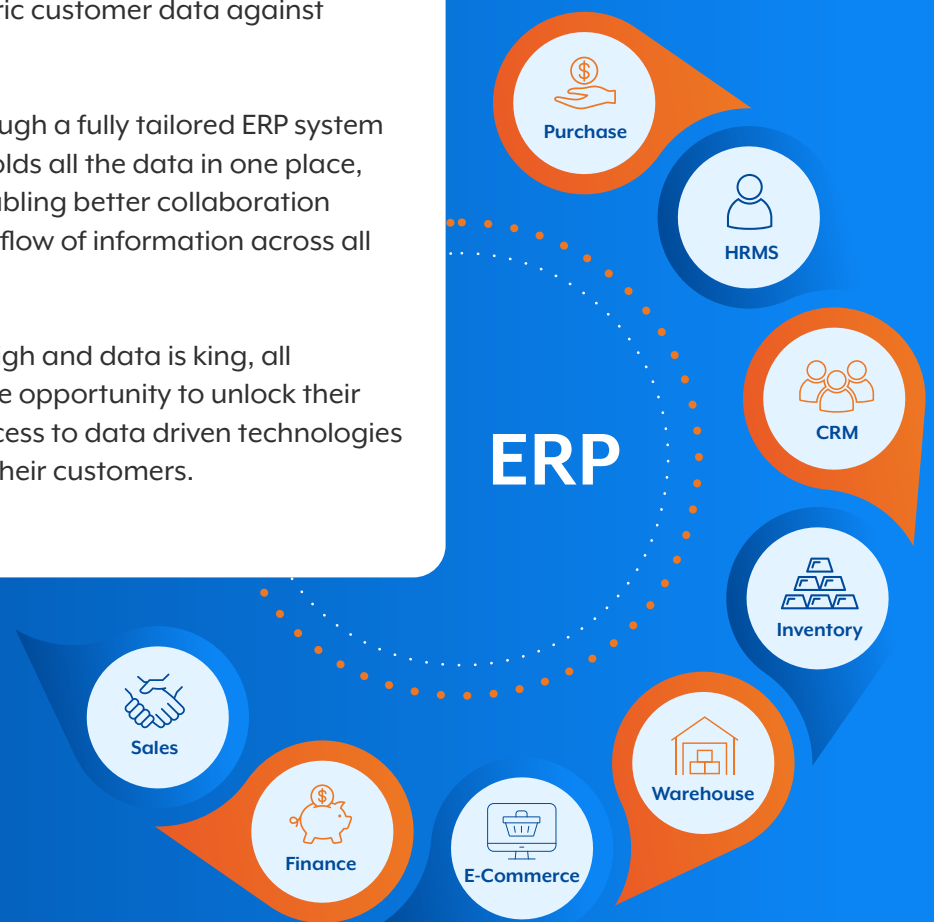 ric customer data against
ugh a fully tailored ERP system
olds all the data in one place,
bling better collaboration
flow of information across all
gh and data is king, all
e opportunity to unlock their
cess to data driven technologies
heir customers.
ERP
Purchase
HRMS
CRM
Inventory
Warehouse
E-Commerce
Finance
Sales